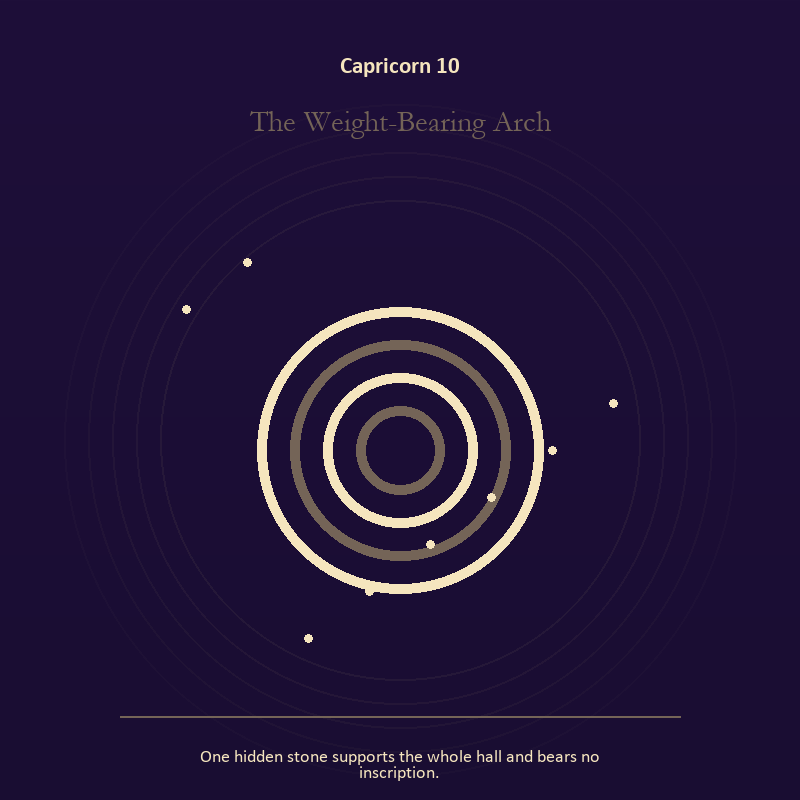 Capricorn 10
The Weight-Bearing Arch
One hidden stone supports the whole hall and bears no
inscription.